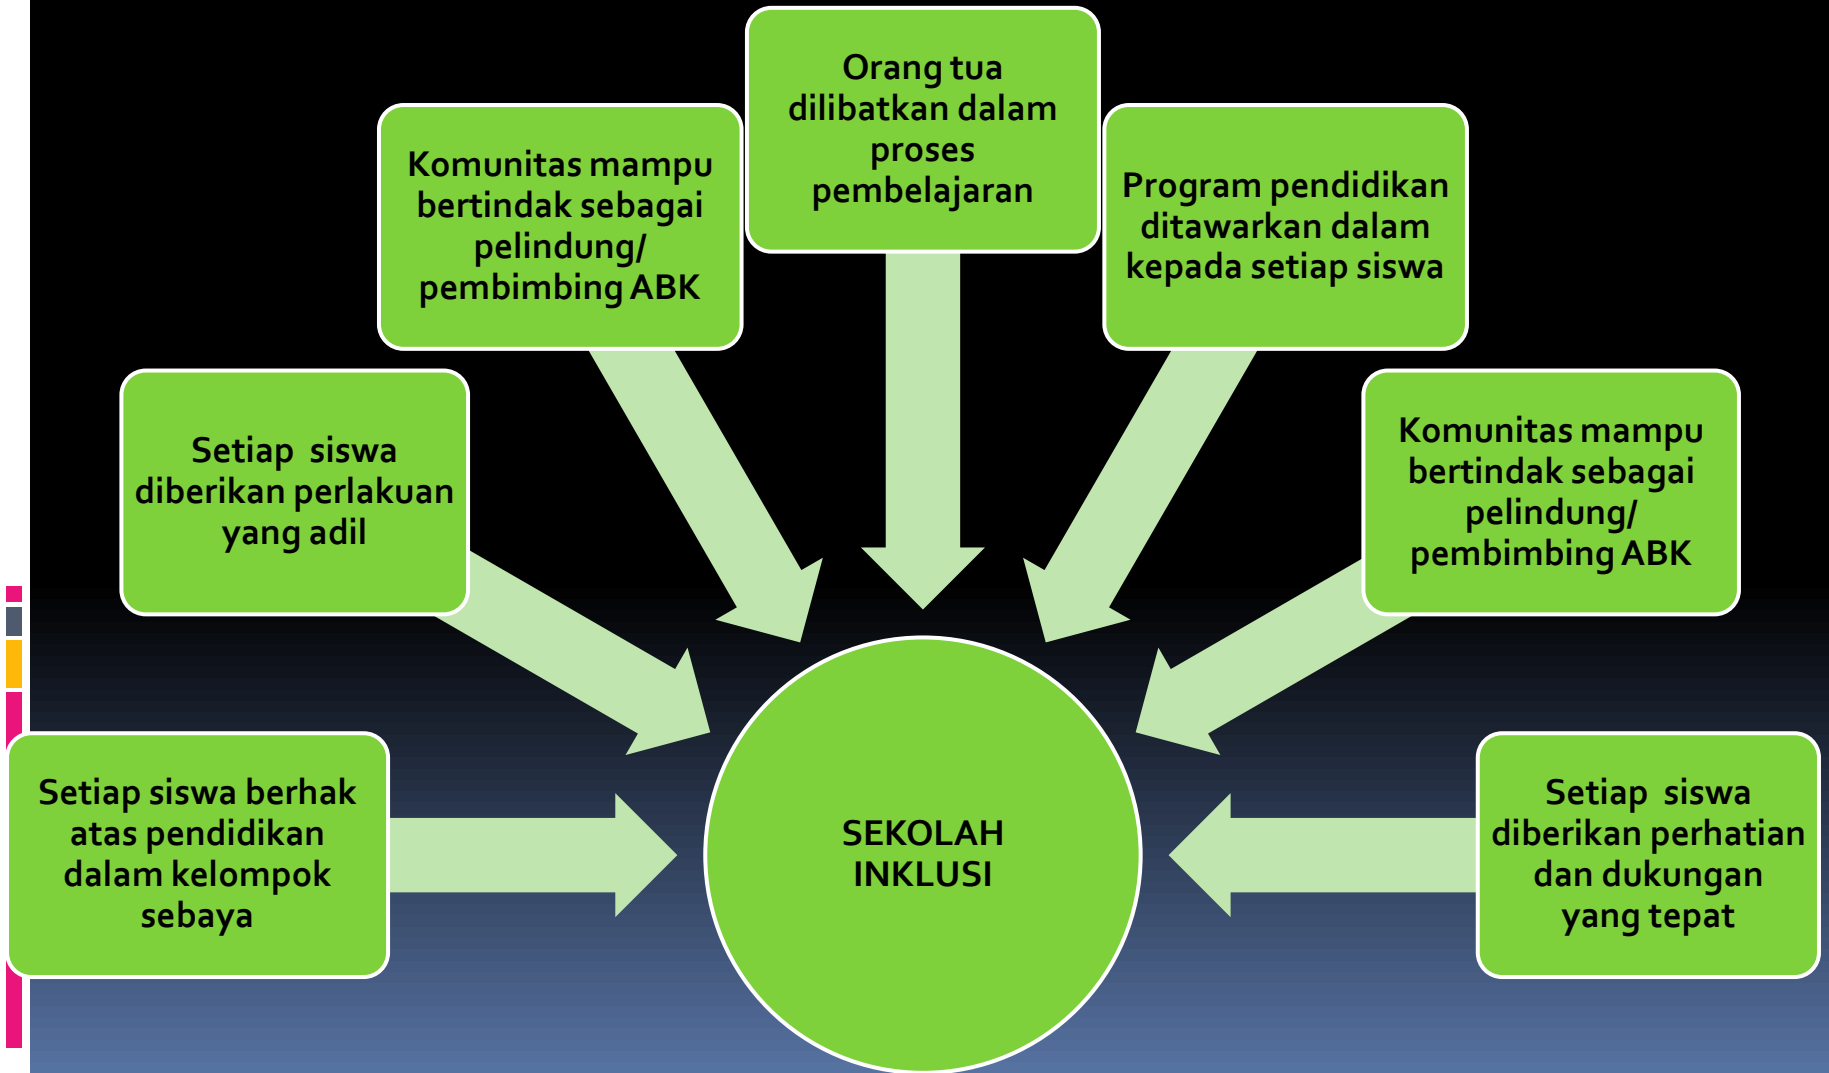 Orang tua
dilibatkan dalam
proses
pembelajaran
Komunitas mampu
bertindak sebagai
pelindung/
pembimbing ABK
Program pendidikan
ditawarkan dalam
kepada setiap siswa
Setiap  siswa
diberikan perlakuan
yang adil
Komunitas mampu
bertindak sebagai
pelindung/
pembimbing ABK
Setiap siswa berhak
atas pendidikan
dalam kelompok
sebaya
SEKOLAH
INKLUSI
Setiap  siswa
diberikan perhatian
dan dukungan
yang tepat